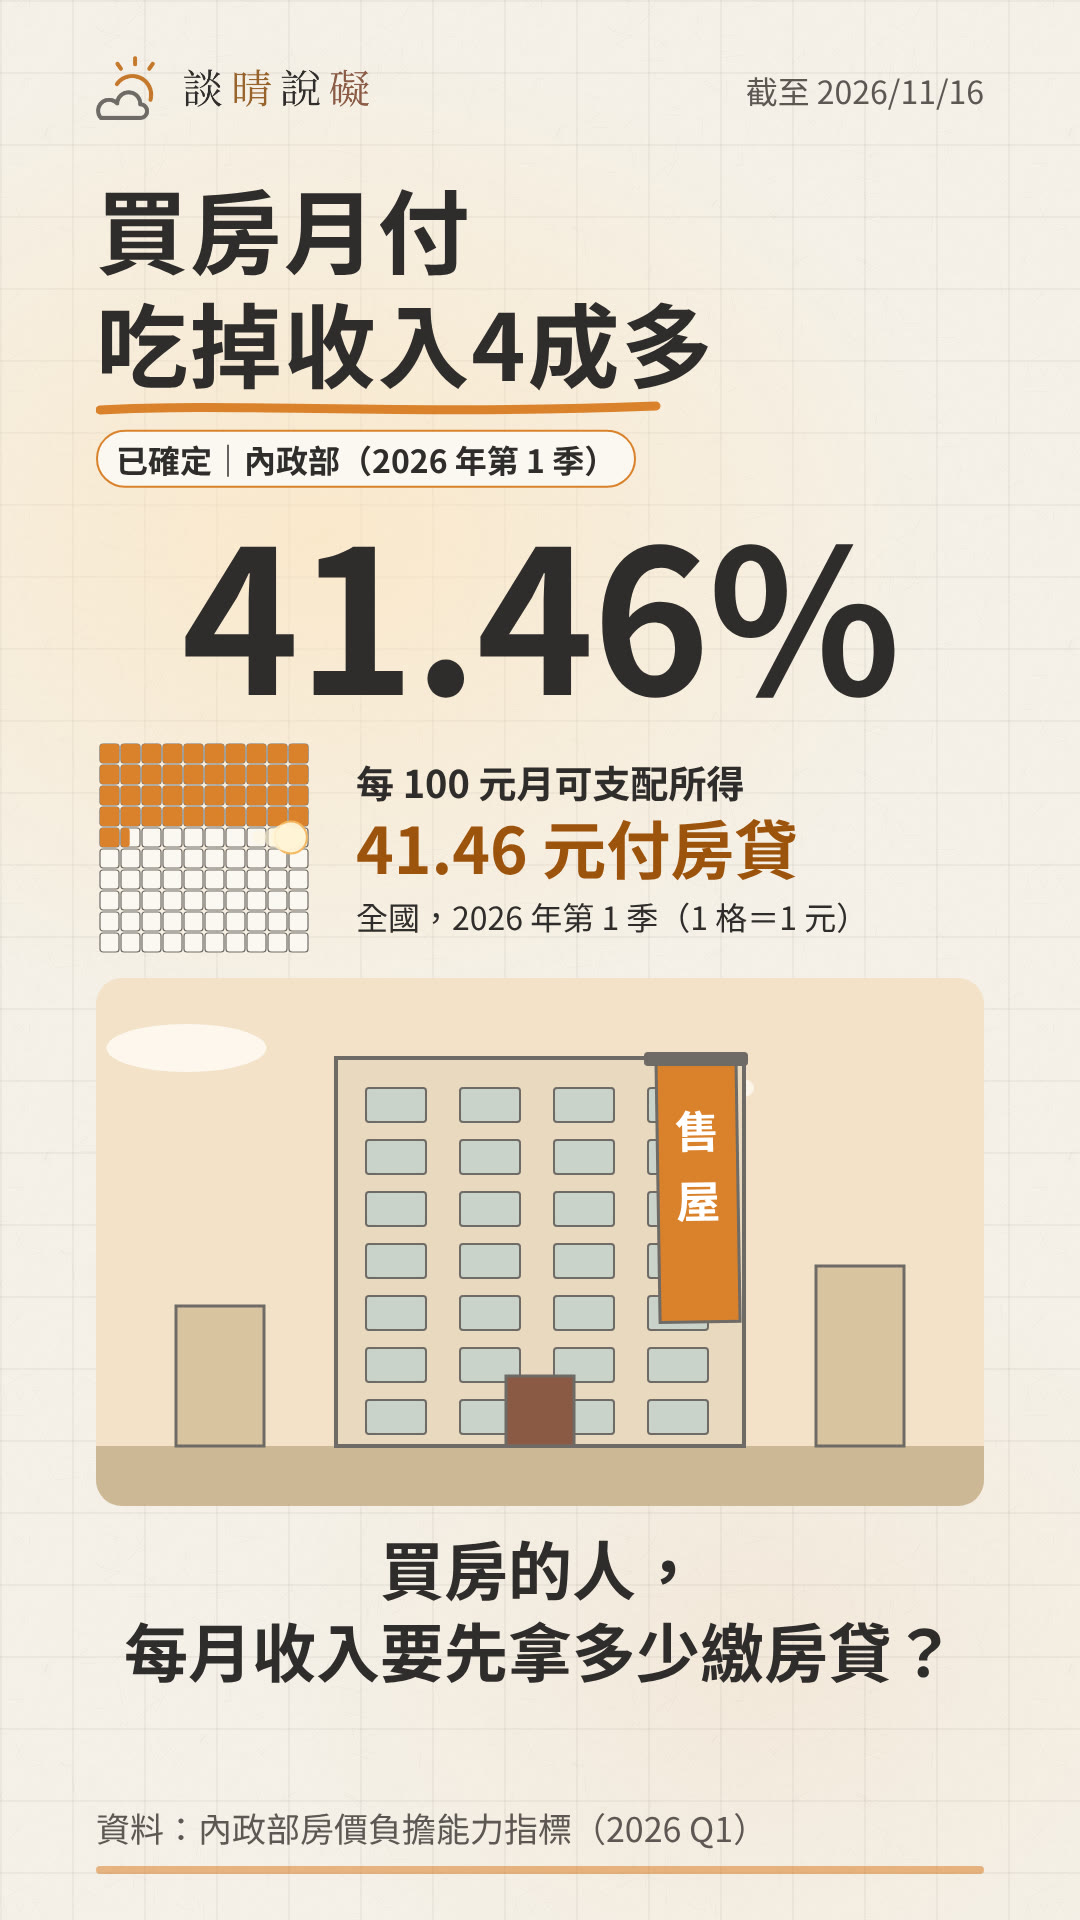 談晴說礙
截至 2026/11/16
買房月付
吃掉收入4成多
已確定｜內政部（2026 年第 1 季）
41.46%
每 100 元月可支配所得
41.46 元付房貸
全國，2026 年第 1 季（1 格＝1 元）
售
屋
買房的人，
每月收入要先拿多少繳房貸？
資料：內政部房價負擔能力指標（2026 Q1）